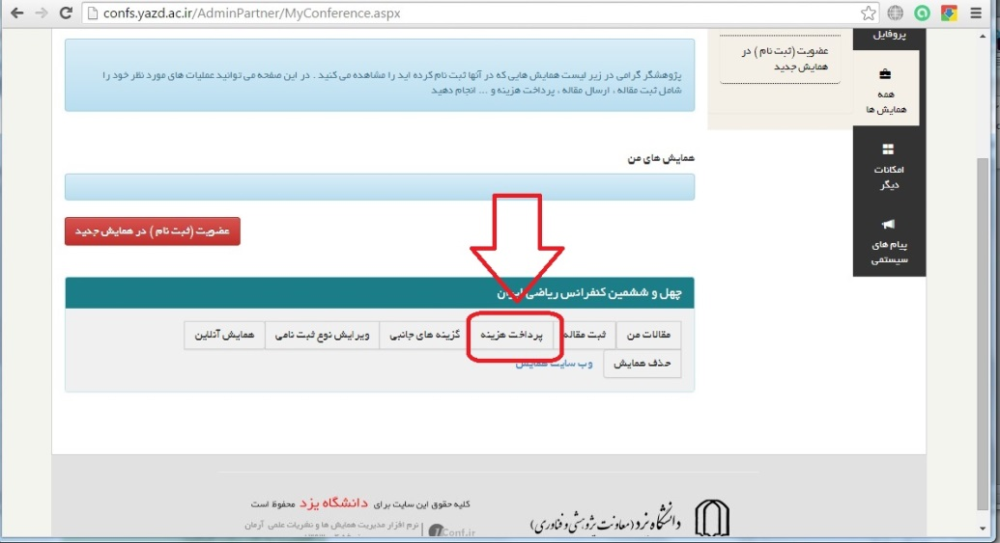 confs.yazd.ac.ir/AdminPartner/MyConference.aspx
پروفایل
همه
همایش ها
امکانات
دیگر
پیام های
سیستمی
عضویت (ثبت نام ) در
همایش جدید
پژوهشگر گرامی در زیر لیست همایش هایی که در آنها ثبت نام کرده اید را مشاهده می کنید . در این صفحه می توانید عملیات های مورد نظر خود را
شامل ثبت مقاله ، ارسال مقاله ، پرداخت هزینه و ... انجام دهید
همایش های من
عضویت (ثبت نام ) در همایش جدید
چهل و ششمین کنفرانس ریاضی ایران
مقالات من ثبت مقاله پرداخت هزینه گزینه های جانبی ویرایش نوع ثبت نامی همایش آنلاین
حذف همایش وب سایت همایش
دانشگاه یزد (معاونت پژوهشی و فناوری)
کلیه حقوق این سایت برای دانشگاه یزد محفوظ است
نرم افزار مدیریت همایش ها و نشریات علمی آرمان
Conf.ir